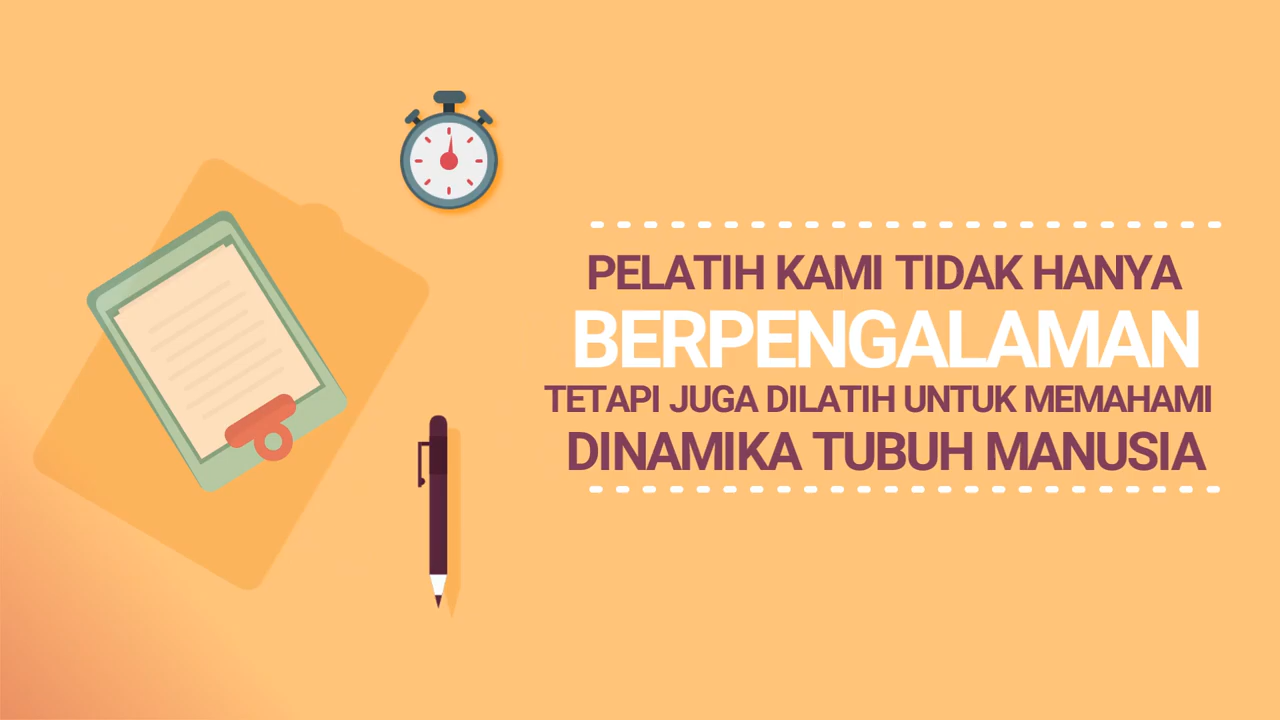 PELATIH KAMI TIDAK HANYA
BERPENGALAMAN
TETAPI JUGA DILATIH UNTUK MEMAHAMI
DINAMIKA TUBUH MANUSIA